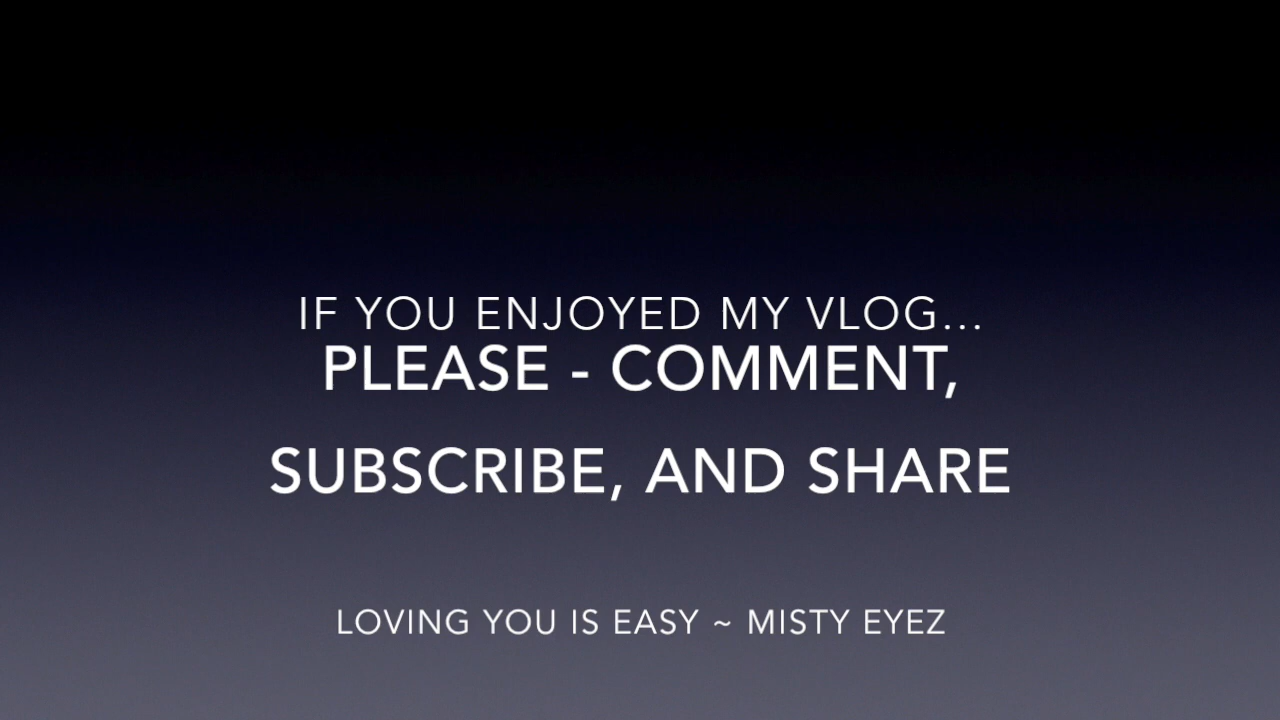 IF YOU ENJOYED MY VLOG...
PLEASE - COMMENT,
SUBSCRIBE, AND SHARE
LOVING YOU IS EASY ~ MISTY EYEZ